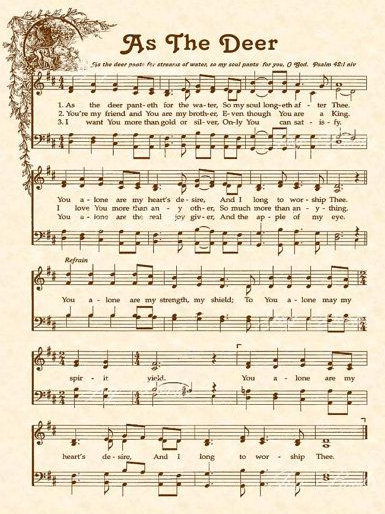 As The Deer
As the deer pants for streams of water, so my soul pants for you, O God. Psalm 42:1 niv
1. As the deer pant-eth for the wa-ter, So my soul long-eth af - ter Thee.
2. You're my friend and You are my broth-er, E-ven though You are a King.
3. I want You more than gold or sil-ver, On-ly You can sat - is - fy.
You a - lone are my heart's de - sire, And I long to wor - ship Thee.
I love You more than an - y oth-er, So much more than an - y - thing.
You a - lone are the real joy giv-er, And the ap - ple of my eye.
Refrain
You a - lone are my strength, my shield; To You a - lone may my
spir - it yield. You a - lone are my
heart's de - sire, And I long to wor - ship Thee.